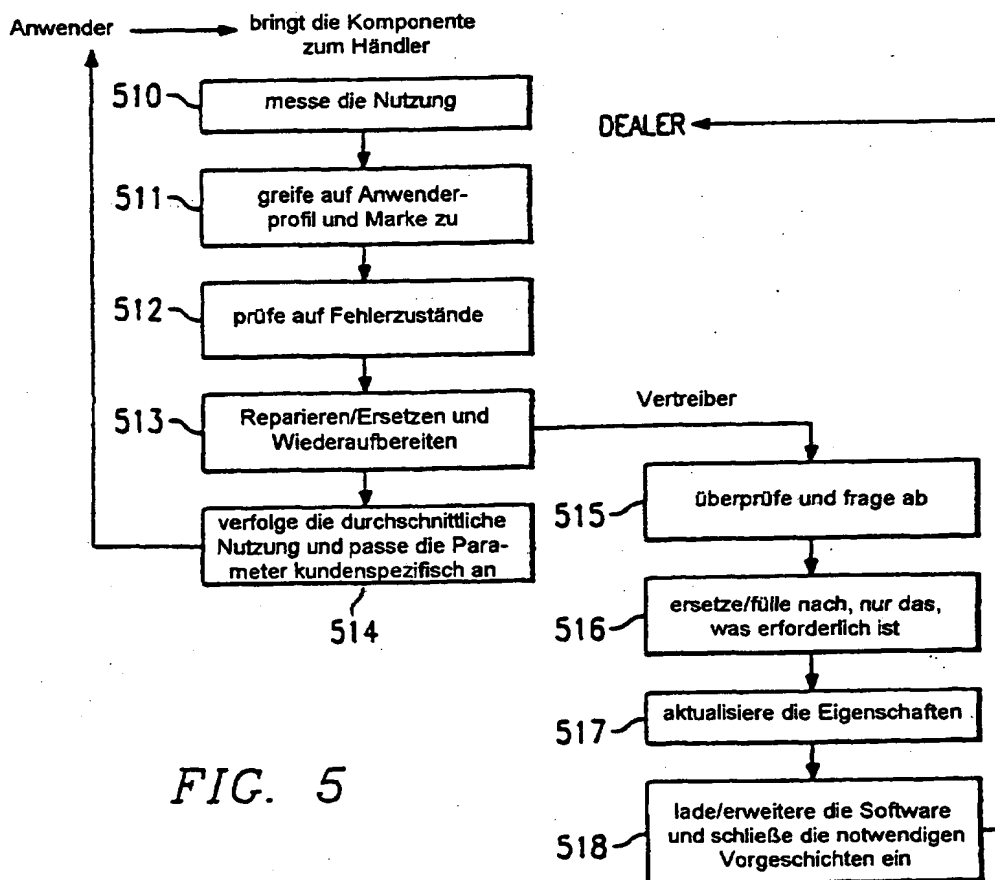 Anwender
bringt die Komponente
zum Händler
510
messe die Nutzung
DEALER
511
greife auf Anwender-
profil und Marke zu
512
prüfe auf Fehlerzustände
513
Reparieren/Ersetzen und
Wiederaufbereiten
Vertreiber
verfolge die durchschnittliche
Nutzung und passe die Para-
meter kundenspezifisch an
514
515
überprüfe und frage ab
516
ersetze/fülle nach, nur das,
was erforderlich ist
517
aktualisiere die Eigenschaften
518
lade/erweitere die Software
und schließe die notwendigen
Vorgeschichten ein
FIG. 5